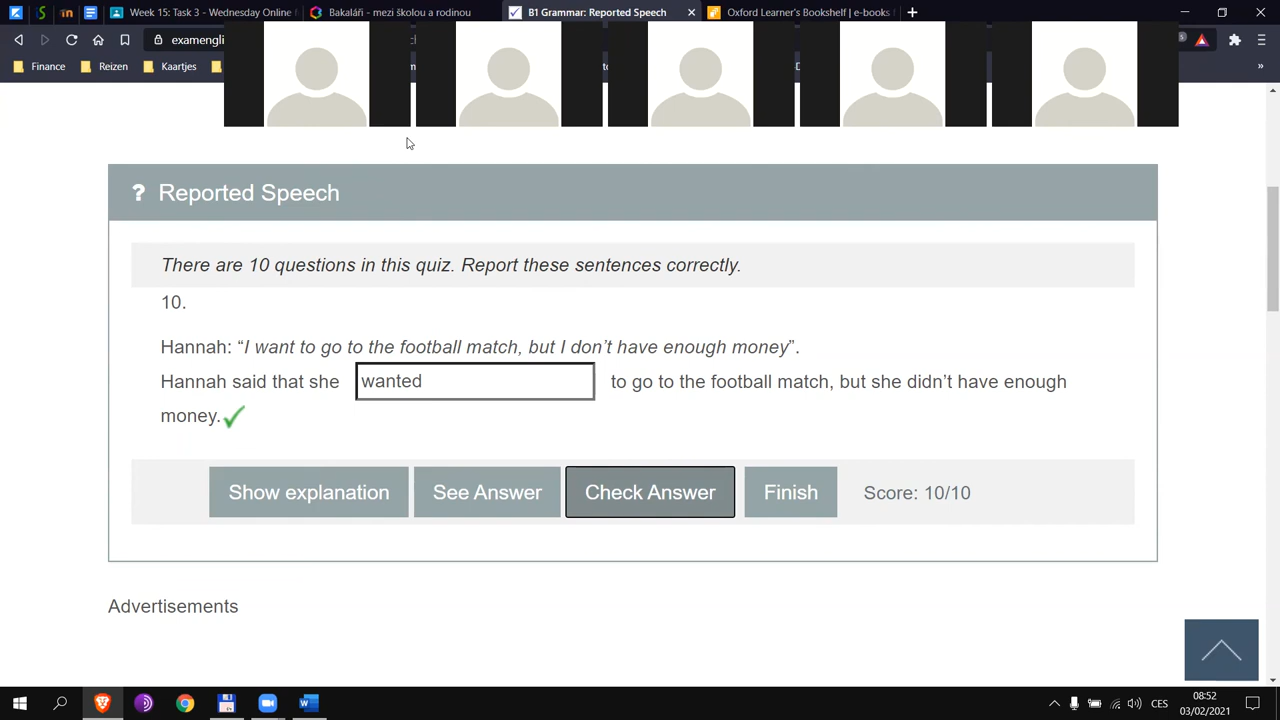 Week 15: Task 3 - Wednesday Online
Bakaláři - mezi školou a rodinou
B1 Grammar: Reported Speech
Oxford Learner's Bookshelf | e-books
examengli
Finance
Reizen
Kaartjes
? Reported Speech
There are 10 questions in this quiz. Report these sentences correctly.
10.
Hannah: “I want to go to the football match, but I don’t have enough money”.
Hannah said that she wanted to go to the football match, but she didn’t have enough
money.
Show explanation
See Answer
Check Answer
Finish
Score: 10/10
Advertisements
CES
08:52
03/02/2021